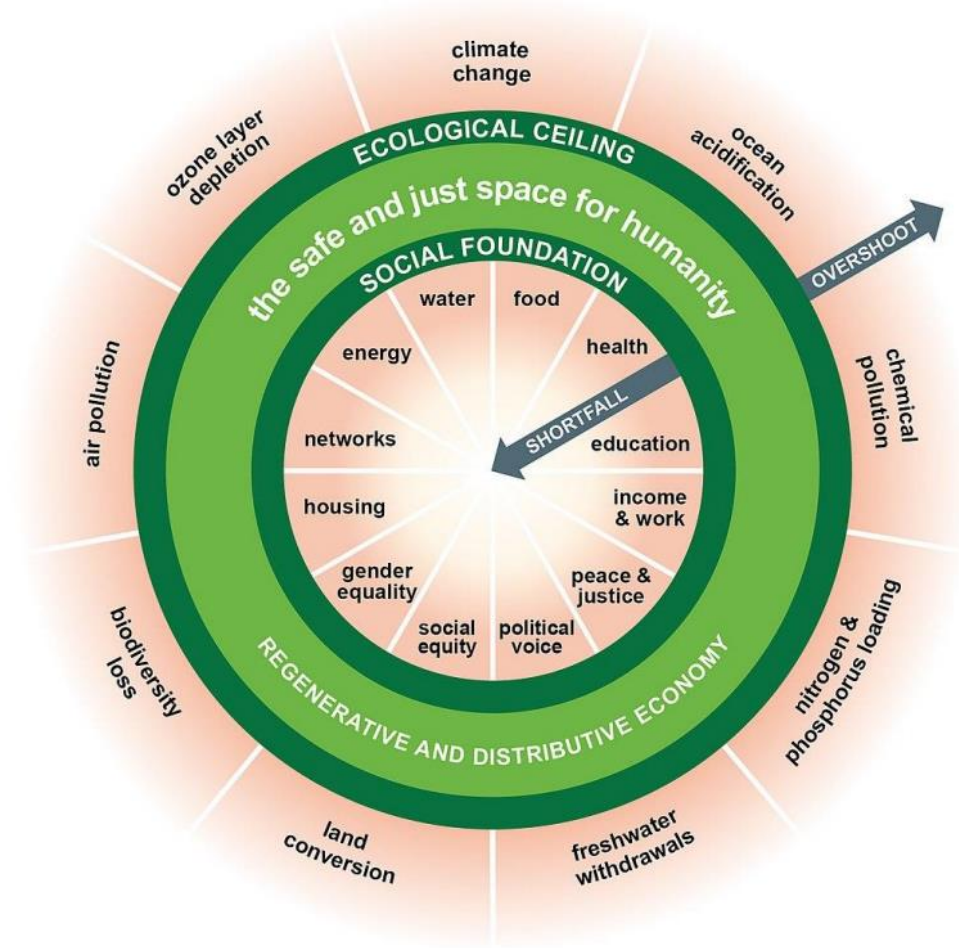 climate
change
ocean
acidification
OVERSHOOT
chemical
pollution
nitrogen &
phosphorus loading
freshwater
withdrawals
land
conversion
biodiversity
loss
air pollution
ozone layer
depletion
ECOLOGICAL CEILING
the safe and just space for humanity
SOCIAL FOUNDATION
water
food
health
SHORTFALL
education
income
& work
peace &
justice
political
voice
social
equity
gender
equality
housing
networks
energy
REGENERATIVE AND DISTRIBUTIVE ECONOMY